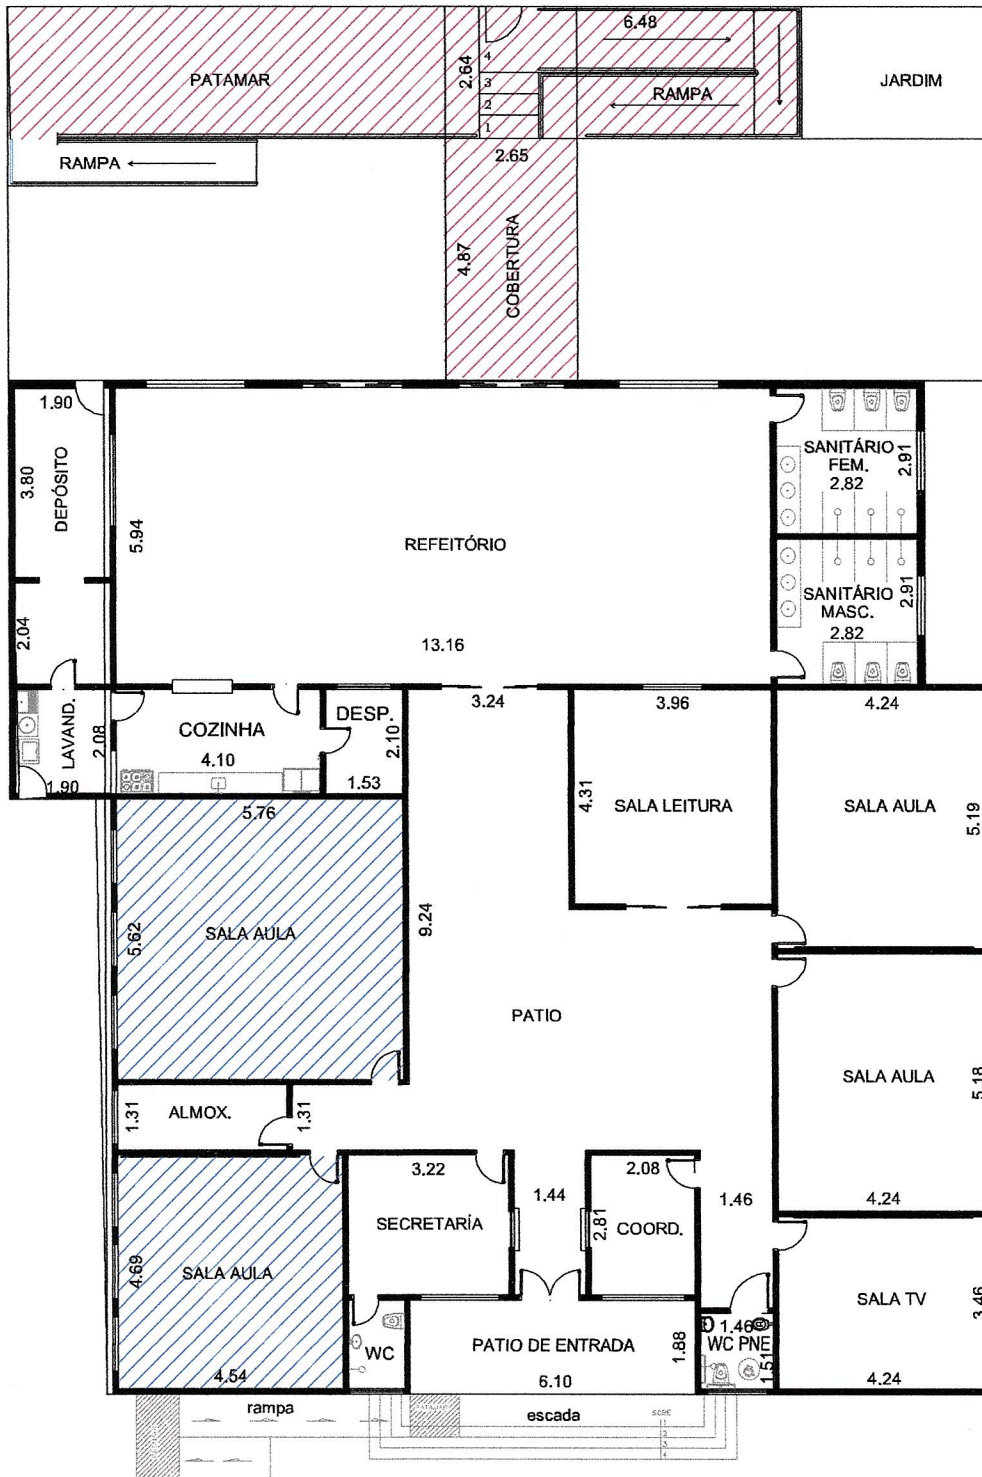 6.48
PATAMAR
2.64
4
3
2
1
RAMPA
JARDIM
RAMPA
2.65
4.87
COBERTURA
1.90
3.80
DEPÓSITO
5.94
REFEITÓRIO
13.16
SANITÁRIO
FEM.
2.82
2.91
SANITÁRIO
MASC.
2.82
2.91
2.04
LAVAND.
2.08
1.90
COZINHA
4.10
DESP.
2.10
1.53
3.24
3.96
4.24
4.31
SALA LEITURA
SALA AULA
5.19
5.76
5.62
SALA AULA
9.24
PATIO
SALA AULA
5.18
4.24
1.31
ALMOX.
1.31
3.22
SECRETARÍA
1.44
2.08
2.81
COORD.
1.46
4.69
SALA AULA
4.54
WC
PATIO DE ENTRADA
1.88
6.10
1.46
WC PNE
1.51
SALA TV
3.46
4.24
rampa
escada
SOBE
1
2
3
4